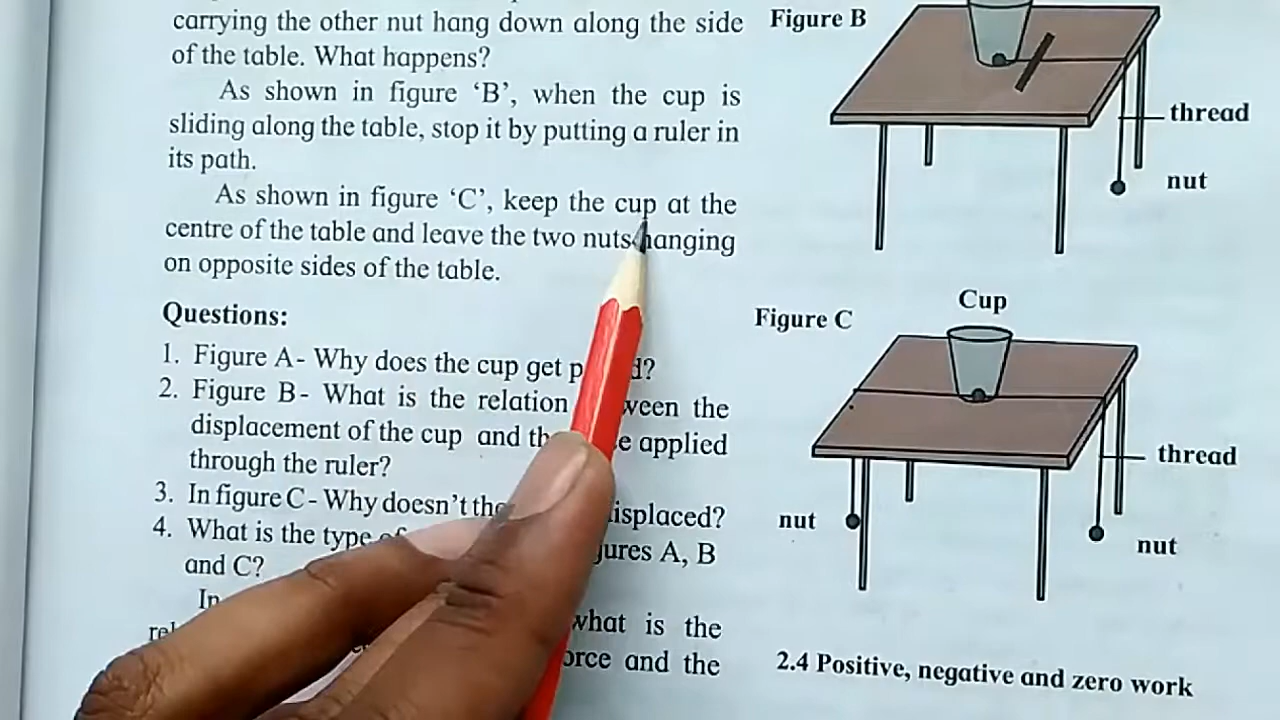 carrying the other nut hang down along the side
of the table. What happens?
As shown in figure ‘B’, when the cup is
sliding along the table, stop it by putting a ruler in
its path.
As shown in figure ‘C’, keep the cup at the
centre of the table and leave the two nuts hanging
on opposite sides of the table.
Questions:
1. Figure A- Why does the cup get
2. Figure B- What is the relation between the
displacement of the cup and the applied
through the ruler?
3. In figure C - Why doesn't the displaced?
4. What is the type figures A, B
and C?
In
what is the
force and the
Figure B
thread
nut
Figure C
Cup
thread
nut
nut
2.4 Positive, negative and zero work